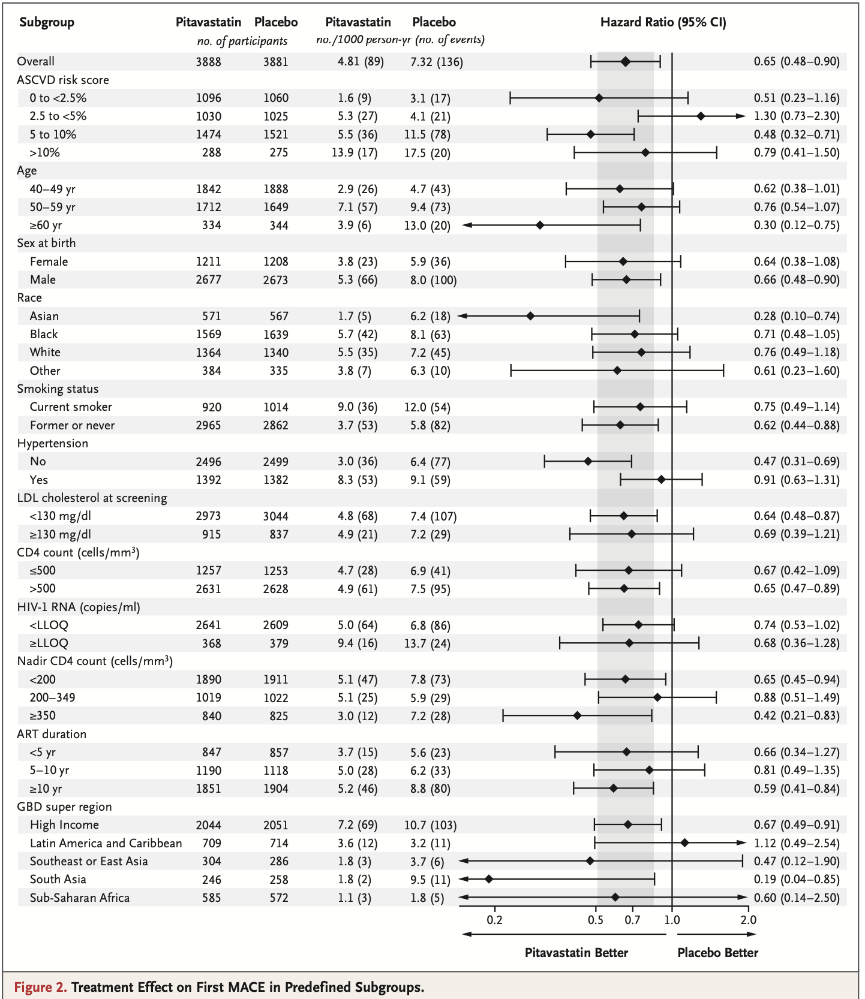 Subgroup Pitavastatin Placebo Pitavastatin Placebo Hazard Ratio (95% CI)
no. of participants no./1000 person-yr (no. of events)
Overall 3888 3881 4.81 (89) 7.32 (136) 0.65 (0.48–0.90)
ASCVD risk score
0 to <2.5% 1096 1060 1.6 (9) 3.1 (17) 0.51 (0.23–1.16)
2.5 to <5% 1030 1025 5.3 (27) 4.1 (21) 1.30 (0.73–2.30)
5 to 10% 1474 1521 5.5 (36) 11.5 (78) 0.48 (0.32–0.71)
>10% 288 275 13.9 (17) 17.5 (20) 0.79 (0.41–1.50)
Age
40–49 yr 1842 1888 2.9 (26) 4.7 (43) 0.62 (0.38–1.01)
50–59 yr 1712 1649 7.1 (57) 9.4 (73) 0.76 (0.54–1.07)
≥60 yr 334 344 3.9 (6) 13.0 (20) 0.30 (0.12–0.75)
Sex at birth
Female 1211 1208 3.8 (23) 5.9 (36) 0.64 (0.38–1.08)
Male 2677 2673 5.3 (66) 8.0 (100) 0.66 (0.48–0.90)
Race
Asian 571 567 1.7 (5) 6.2 (18) 0.28 (0.10–0.74)
Black 1569 1639 5.7 (42) 8.1 (63) 0.71 (0.48–1.05)
White 1364 1340 5.5 (35) 7.2 (45) 0.76 (0.49–1.18)
Other 384 335 3.8 (7) 6.3 (10) 0.61 (0.23–1.60)
Smoking status
Current smoker 920 1014 9.0 (36) 12.0 (54) 0.75 (0.49–1.14)
Former or never 2965 2862 3.7 (53) 5.8 (82) 0.62 (0.44–0.88)
Hypertension
No 2496 2499 3.0 (36) 6.4 (77) 0.47 (0.31–0.69)
Yes 1392 1382 8.3 (53) 9.1 (59) 0.91 (0.63–1.31)
LDL cholesterol at screening
<130 mg/dl 2973 3044 4.8 (68) 7.4 (107) 0.64 (0.48–0.87)
≥130 mg/dl 915 837 4.9 (21) 7.2 (29) 0.69 (0.39–1.21)
CD4 count (cells/mm³)
≤500 1257 1253 4.7 (28) 6.9 (41) 0.67 (0.42–1.09)
>500 2631 2628 4.9 (61) 7.5 (95) 0.65 (0.47–0.89)
HIV-1 RNA (copies/ml)
<LLOQ 2641 2609 5.0 (64) 6.8 (86) 0.74 (0.53–1.02)
≥LLOQ 368 379 9.4 (16) 13.7 (24) 0.68 (0.36–1.28)
Nadir CD4 count (cells/mm³)
<200 1890 1911 5.1 (47) 7.8 (73) 0.65 (0.45–0.94)
200–349 1019 1022 5.1 (25) 5.9 (29) 0.88 (0.51–1.49)
≥350 840 825 3.0 (12) 7.2 (28) 0.42 (0.21–0.83)
ART duration
<5 yr 847 857 3.7 (15) 5.6 (23) 0.66 (0.34–1.27)
5–10 yr 1190 1118 5.0 (28) 6.2 (33) 0.81 (0.49–1.35)
≥10 yr 1851 1904 5.2 (46) 8.8 (80) 0.59 (0.41–0.84)
GBD super region
High Income 2044 2051 7.2 (69) 10.7 (103) 0.67 (0.49–0.91)
Latin America and Caribbean 709 714 3.6 (12) 3.2 (11) 1.12 (0.49–2.54)
Southeast or East Asia 304 286 1.8 (3) 3.7 (6) 0.47 (0.12–1.90)
South Asia 246 258 1.8 (2) 9.5 (11) 0.19 (0.04–0.85)
Sub-Saharan Africa 585 572 1.1 (3) 1.8 (5) 0.60 (0.14–2.50)
0.2 0.5 0.7 1.0 2.0
Pitavastatin Better Placebo Better
Figure 2. Treatment Effect on First MACE in Predefined Subgroups.